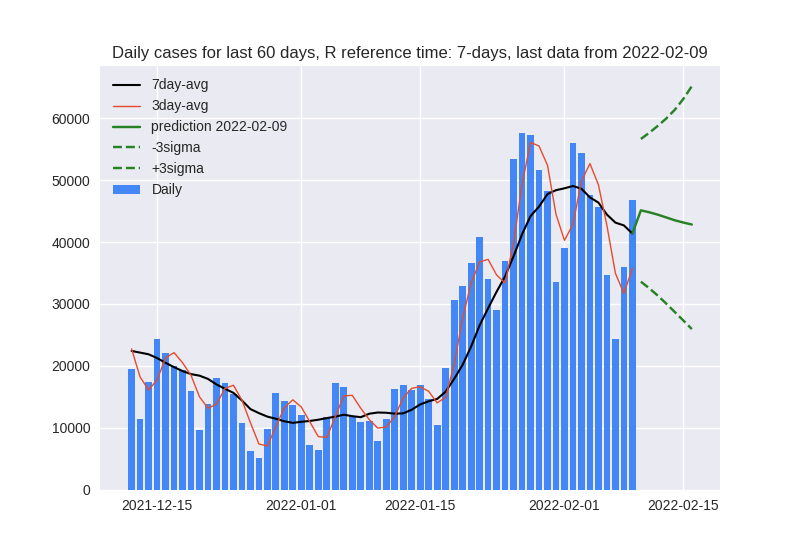 Daily cases for last 60 days, R reference time: 7-days, last data from 2022-02-09
7day-avg
3day-avg
prediction 2022-02-09
-3sigma
+3sigma
Daily
60000
50000
40000
30000
20000
10000
0
2021-12-15 2022-01-01 2022-01-15 2022-02-01 2022-02-15